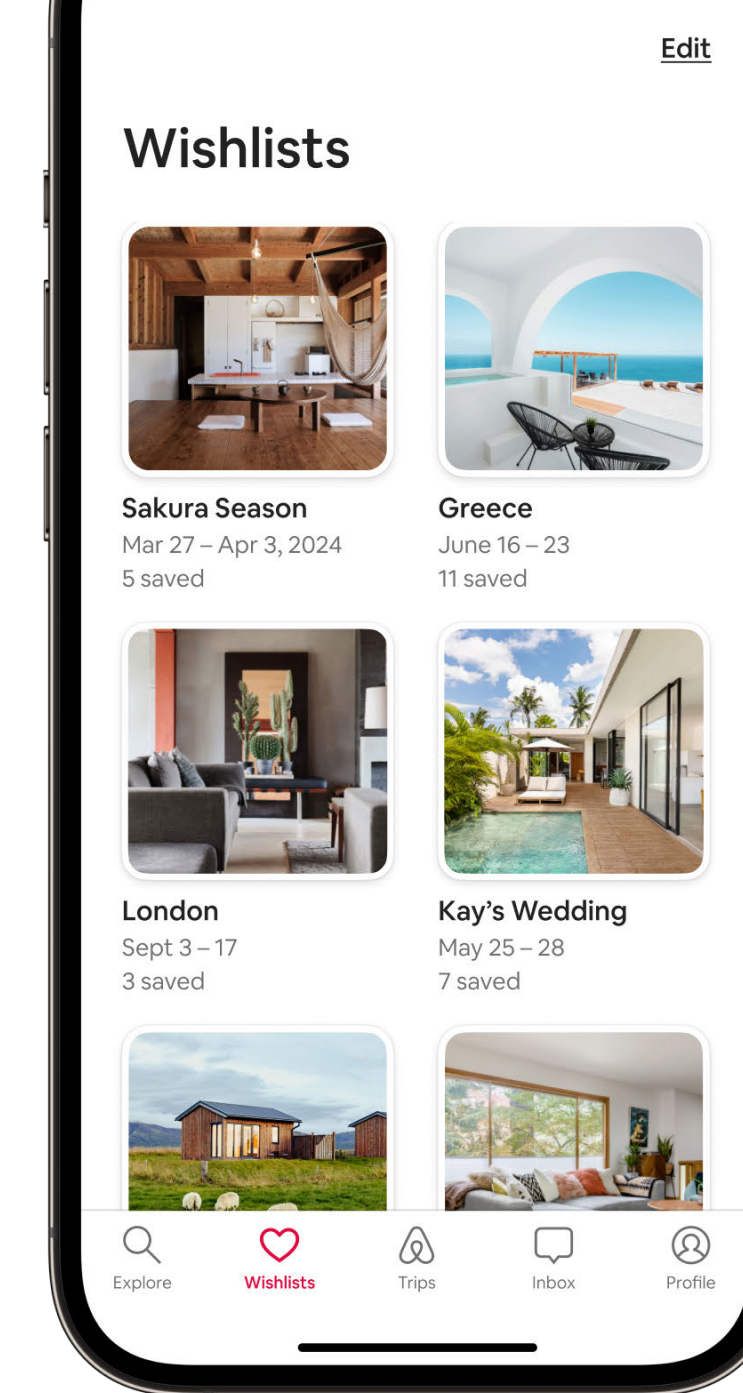 Edit
Wishlists
Sakura Season
Mar 27 – Apr 3, 2024
5 saved
Greece
June 16 – 23
11 saved
London
Sept 3 – 17
3 saved
Kay’s Wedding
May 25 – 28
7 saved
Explore
Wishlists
Trips
Inbox
Profile